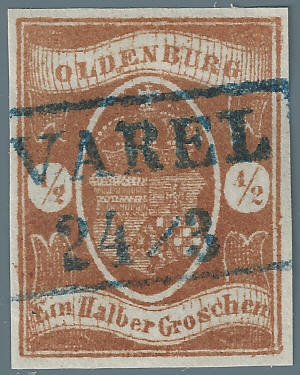 OLDENBURG
VAREL
1/2 1/2
24/3
Ein Halber Groschen